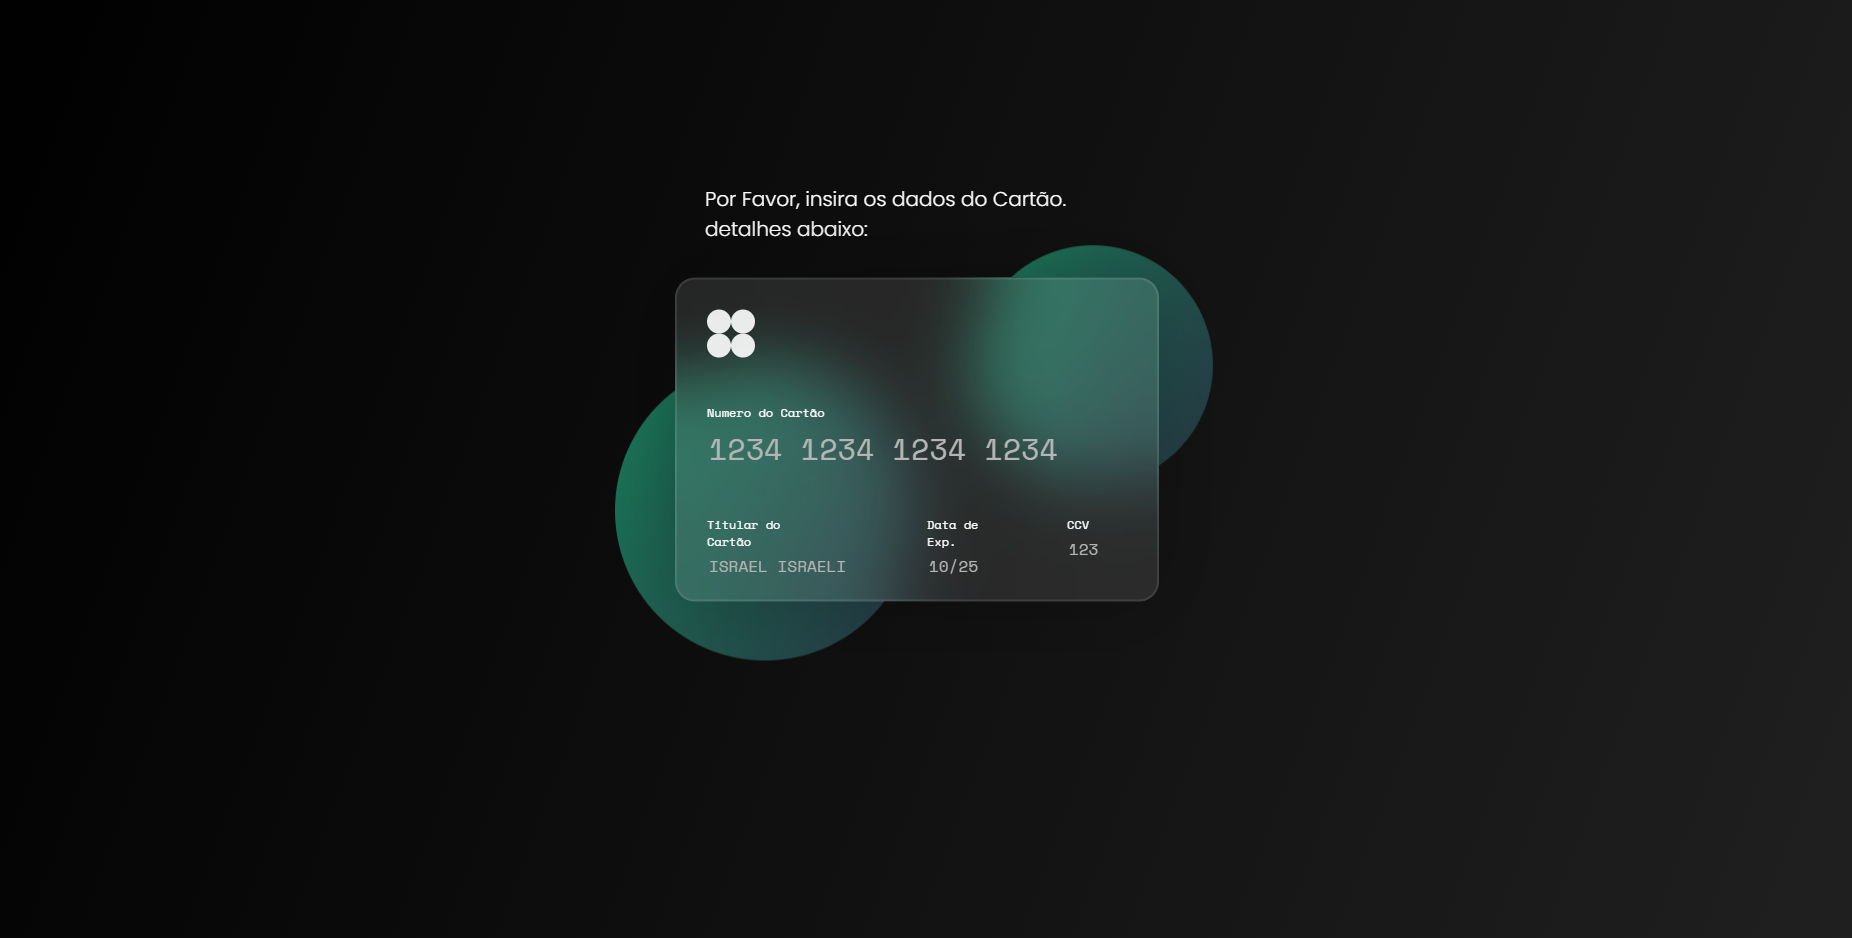 Por Favor, insira os dados do Cartão.
detalhes abaixo:
Numero do Cartão
1234 1234 1234 1234
Titular do
Cartão
ISRAEL ISRAELI
Data de
Exp.
10/25
CCV
123